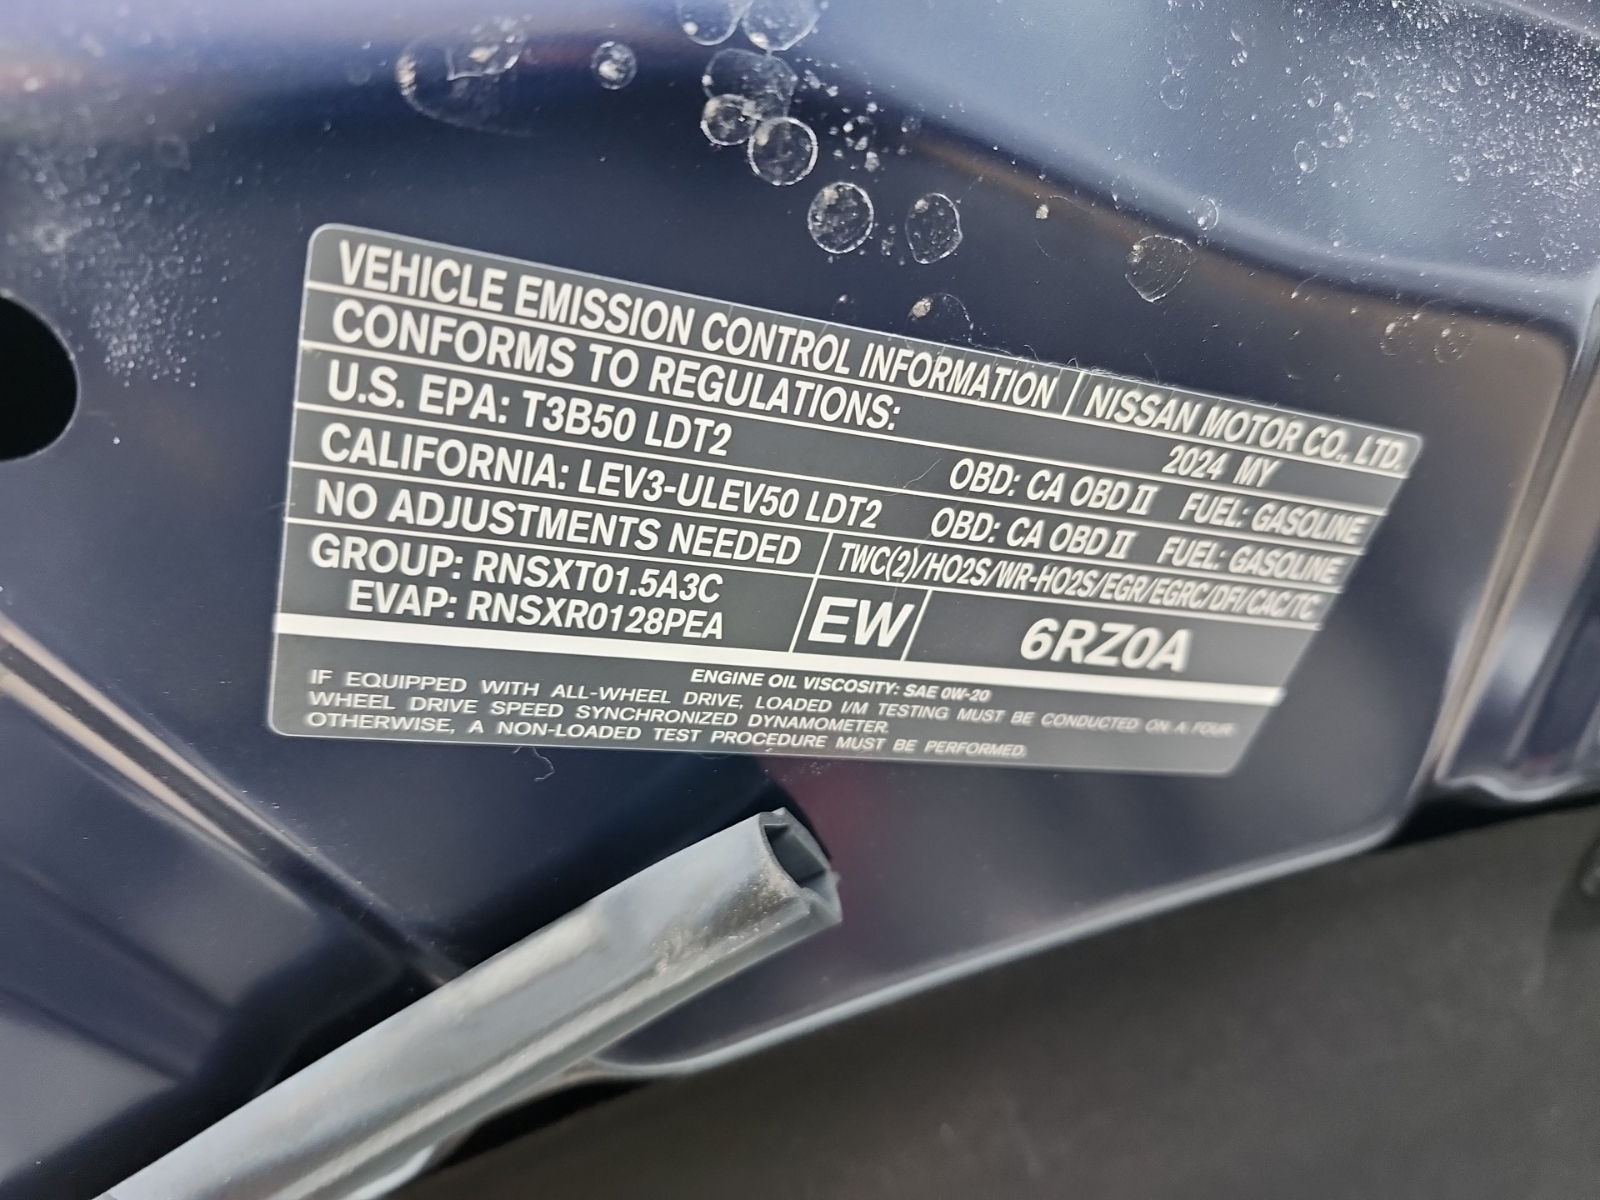 VEHICLE EMISSION CONTROL INFORMATION NISSAN MOTOR CO., LTD.
CONFORMS TO REGULATIONS: 2024 MY
U.S. EPA: T3B50 LDT2 OBD: CA OBD II FUEL: GASOLINE
CALIFORNIA: LEV3-ULEV50 LDT2 OBD: CA OBD II FUEL: GASOLINE
NO ADJUSTMENTS NEEDED TWC(2)/HO2S/WR-HO2S/EGR/EGRC/DFI/CAC/TC
GROUP: RNSXT01.5A3C
EVAP: RNSXR0128PEA EW 6RZ0A
ENGINE OIL VISCOSITY: SAE 0W-20
IF EQUIPPED WITH ALL-WHEEL DRIVE, LOADED I/M TESTING MUST BE CONDUCTED ON A FOUR
WHEEL DRIVE SPEED SYNCHRONIZED DYNAMOMETER.
OTHERWISE, A NON-LOADED TEST PROCEDURE MUST BE PERFORMED.